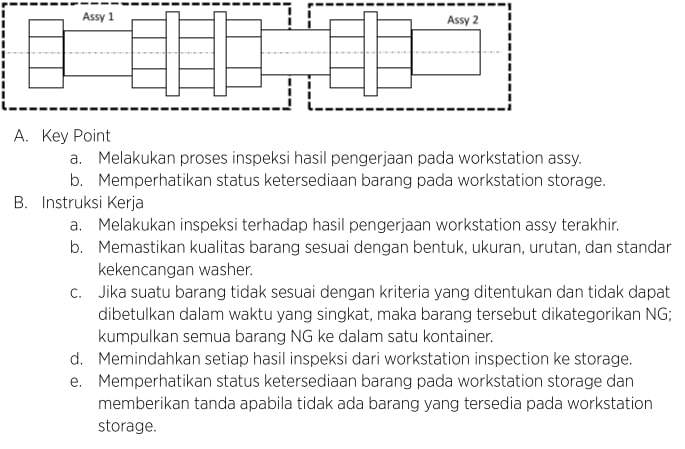 Assy 1
Assy 2
A. Key Point
a. Melakukan proses inspeksi hasil pengerjaan pada workstation assy.
b. Memperhatikan status ketersediaan barang pada workstation storage.
B. Instruksi Kerja
a. Melakukan inspeksi terhadap hasil pengerjaan workstation assy terakhir.
b. Memastikan kualitas barang sesuai dengan bentuk, ukuran, urutan, dan standar
kekencangan washer.
c. Jika suatu barang tidak sesuai dengan kriteria yang ditentukan dan tidak dapat
dibetulkan dalam waktu yang singkat, maka barang tersebut dikategorikan NG;
kumpulkan semua barang NG ke dalam satu kontainer.
d. Memindahkan setiap hasil inspeksi dari workstation inspection ke storage.
e. Memperhatikan status ketersediaan barang pada workstation storage dan
memberikan tanda apabila tidak ada barang yang tersedia pada workstation
storage.